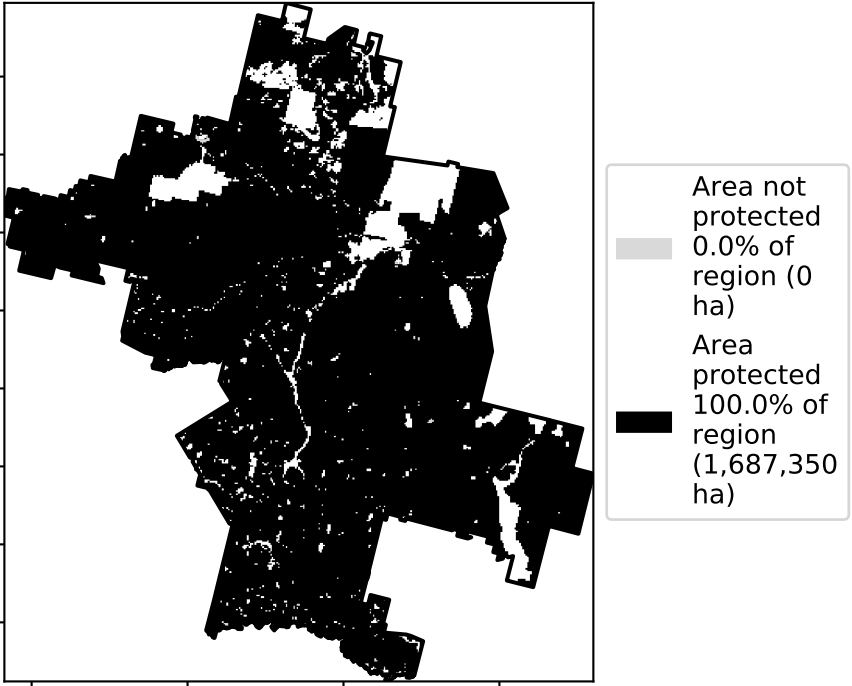 Area not
protected
0.0% of
region (0
ha)
Area
protected
100.0% of
region
(1,687,350
ha)